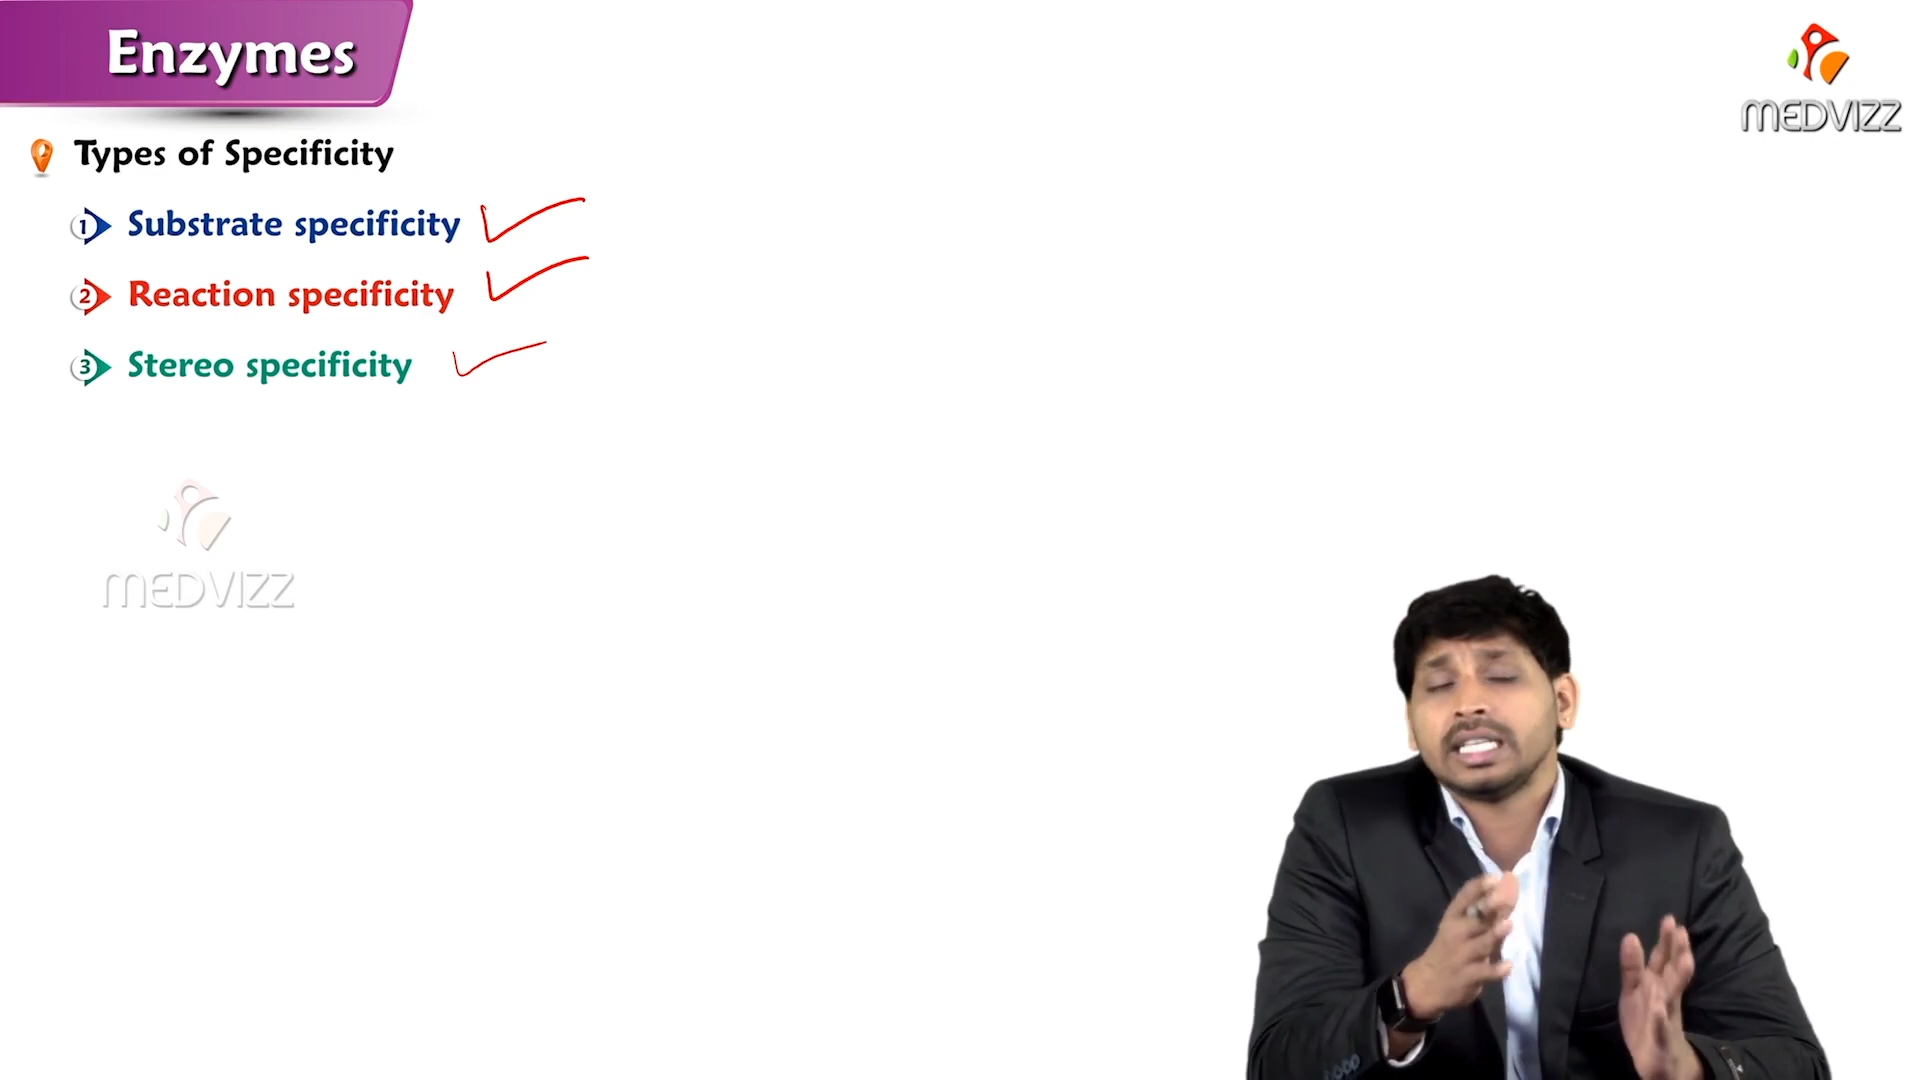 Enzymes
MEDVIZZ
Types of Specificity
1 Substrate specificity
2 Reaction specificity
3 Stereo specificity
MEDVIZZ